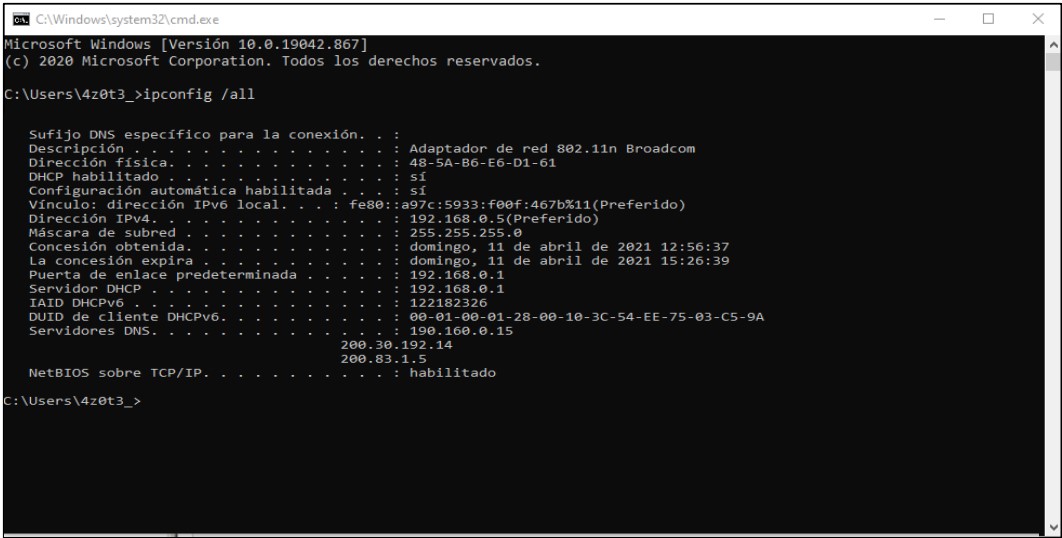 C:\Windows\system32\cmd.exe
Microsoft Windows [Versión 10.0.19042.867]
(c) 2020 Microsoft Corporation. Todos los derechos reservados.
C:\Users\4z0t3_>ipconfig /all
Sufijo DNS específico para la conexión. . :
Descripción . . . . . . . . . . . . . . . : Adaptador de red 802.11n Broadcom
Dirección física. . . . . . . . . . . . . : 48-5A-B6-E6-D1-61
DHCP habilitado . . . . . . . . . . . . . : sí
Configuración automática habilitada . . . : sí
Vínculo: dirección IPv6 local. . . : fe80::a97c:5933:f00f:467b%11(Preferido)
Dirección IPv4. . . . . . . . . . . . . . : 192.168.0.5(Preferido)
Máscara de subred . . . . . . . . . . . . : 255.255.255.0
Concesión obtenida. . . . . . . . . . . . : domingo, 11 de abril de 2021 12:56:37
La concesión expira . . . . . . . . . . . : domingo, 11 de abril de 2021 15:26:39
Puerta de enlace predeterminada . . . . . : 192.168.0.1
Servidor DHCP . . . . . . . . . . . . . . : 192.168.0.1
IAID DHCPv6 . . . . . . . . . . . . . . . : 122182326
DUID de cliente DHCPv6. . . . . . . . . . : 00-01-00-01-28-00-10-3C-54-EE-75-03-C5-9A
Servidores DNS. . . . . . . . . . . . . . : 190.160.0.15
200.30.192.14
200.83.1.5
NetBIOS sobre TCP/IP. . . . . . . . . . . : habilitado
C:\Users\4z0t3_>